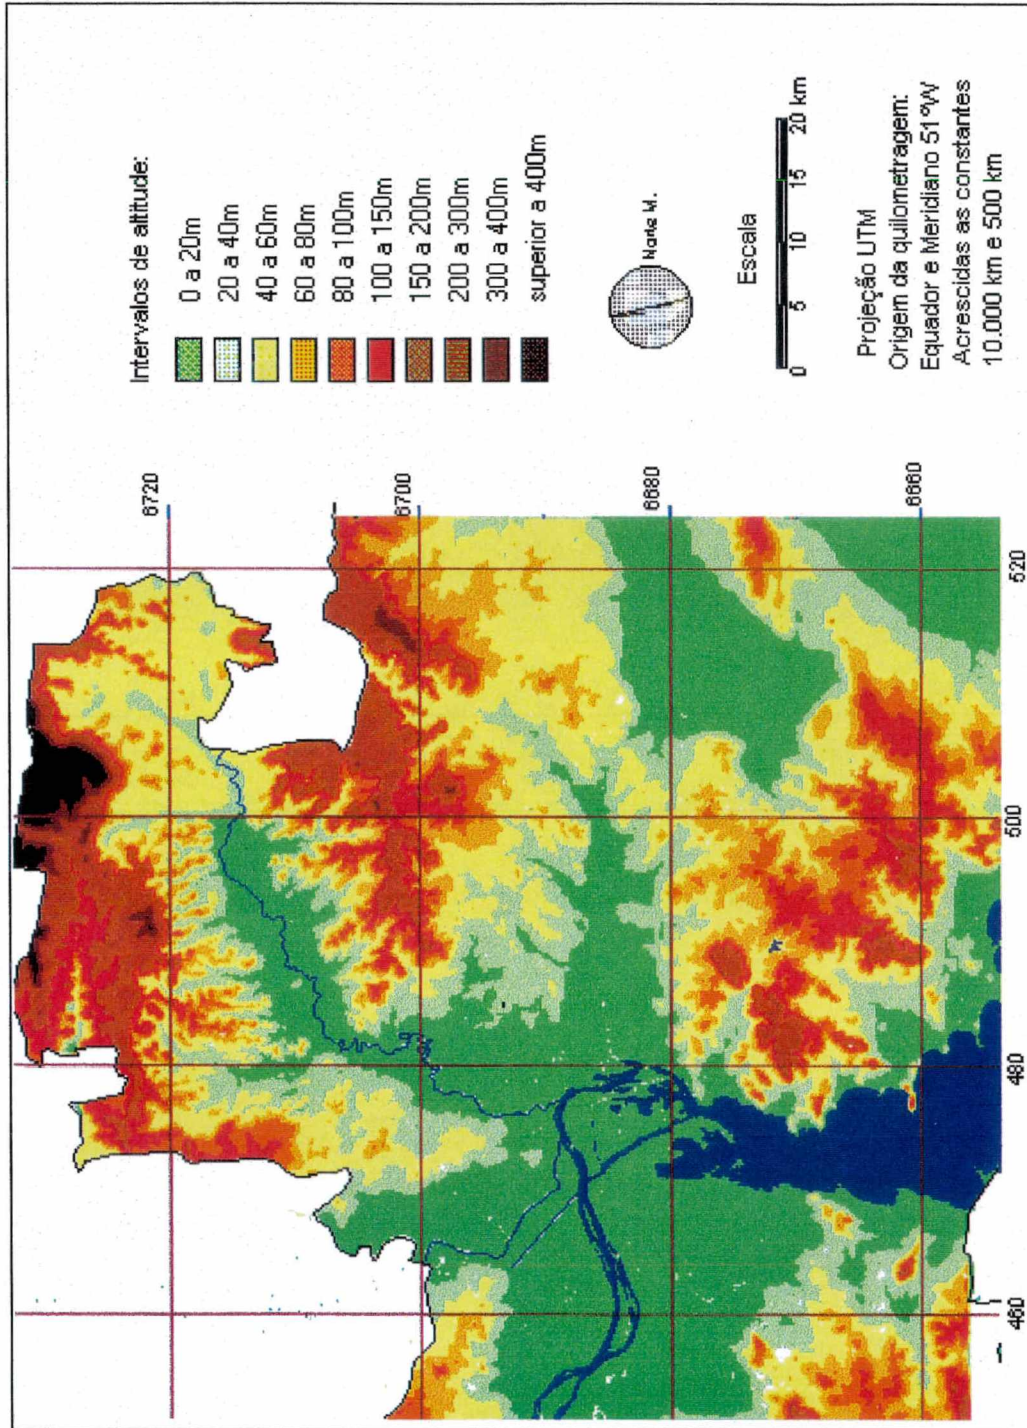 Intervalos de altitude:
0 a 20m
20 a 40m
40 a 60m
60 a 80m
80 a 100m
100 a 150m
150 a 200m
200 a 300m
300 a 400m
superior a 400m
Norte M.
Escala
0 5 10 15 20 km
Projeção UTM
Origem da quilometragem:
Equador e Meridiano 51°W
Acrescidas as constantes
10.000 km e 500 km
6720
6700
6680
6660
460
480
500
520